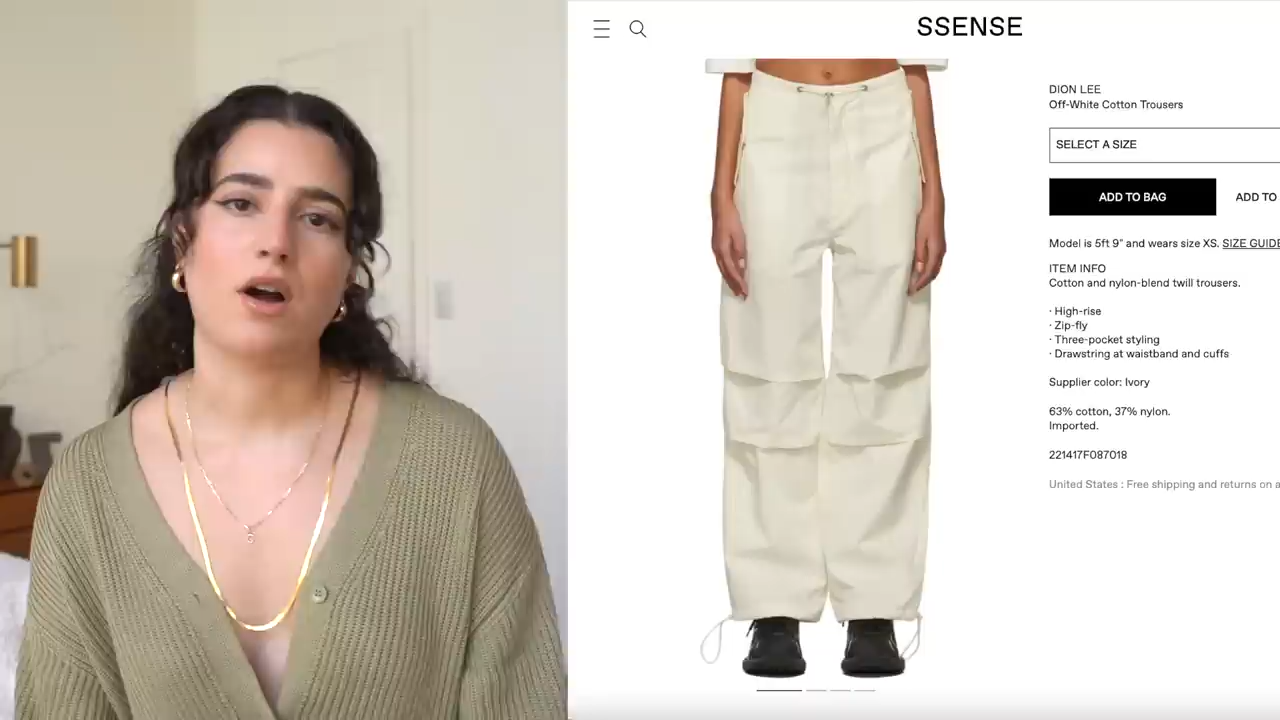 SSENSE
DION LEE
Off-White Cotton Trousers
SELECT A SIZE
ADD TO BAG
ADD TO
Model is 5ft 9" and wears size XS. SIZE GUIDE
ITEM INFO
Cotton and nylon-blend twill trousers.
· High-rise
· Zip-fly
· Three-pocket styling
· Drawstring at waistband and cuffs
Supplier color: Ivory
63% cotton, 37% nylon.
Imported.
221417F087018
United States : Free shipping and returns on a